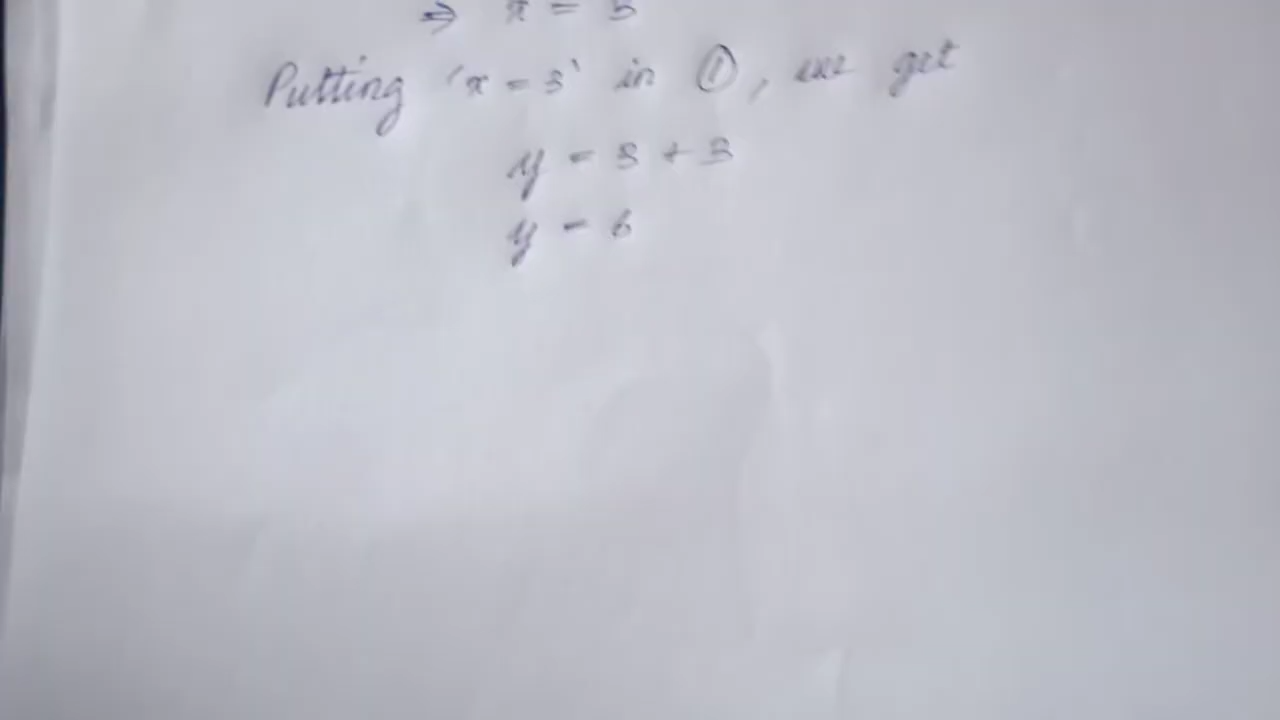 ⇒ x = 3
Putting 'x = 3' in ①, we get
y = 3 + 3
y = 6